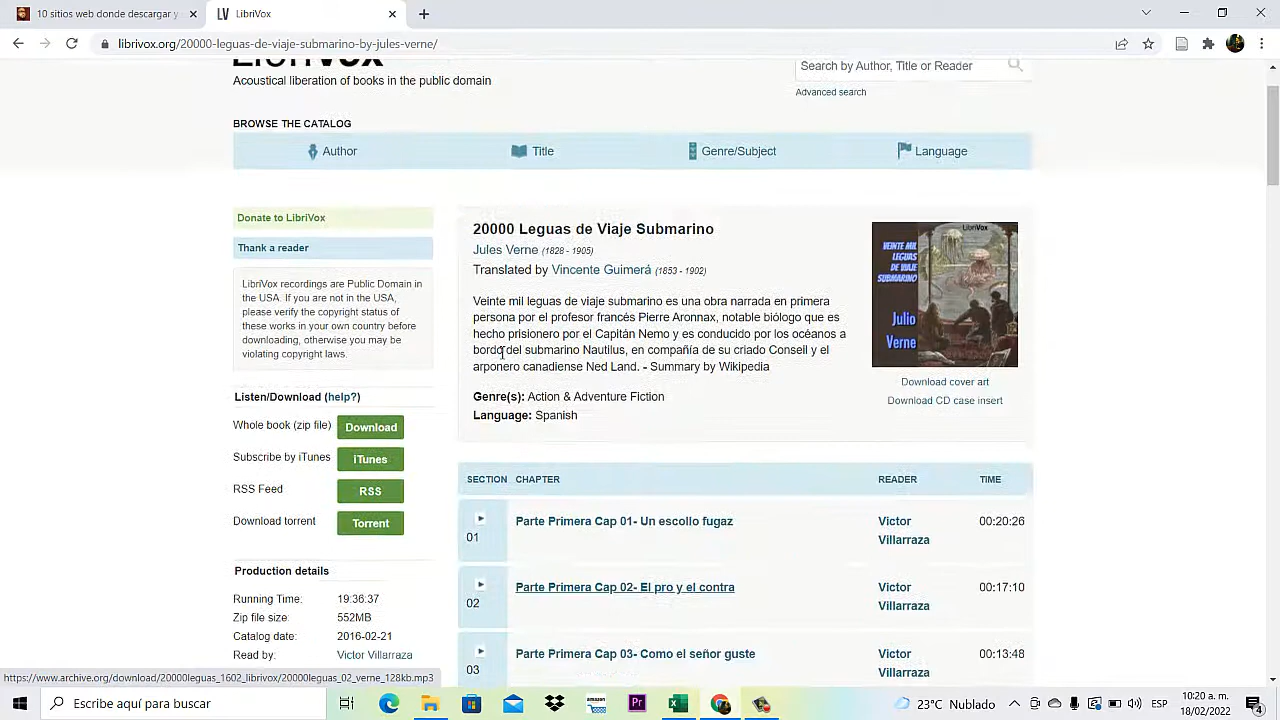 10 sitios web donde descargar y
LibriVox
librivox.org/20000-leguas-de-viaje-submarino-by-jules-verne/
LibriVox
Acoustical liberation of books in the public domain
Search by Author, Title or Reader
Advanced search
BROWSE THE CATALOG
Author
Title
Genre/Subject
Language
Donate to LibriVox
Thank a reader
LibriVox recordings are Public Domain in
the USA. If you are not in the USA,
please verify the copyright status of
these works in your own country before
downloading, otherwise you may be
violating copyright laws.
Listen/Download (help?)
Whole book (zip file) Download
Subscribe by iTunes iTunes
RSS Feed RSS
Download torrent Torrent
Production details
Running Time: 19:36:37
Zip file size: 552MB
Catalog date: 2016-02-21
Read by: Victor Villarraza
20000 Leguas de Viaje Submarino
Jules Verne (1828 - 1905)
Translated by Vincente Guimerá (1853 - 1902)
Veinte mil leguas de viaje submarino es una obra narrada en primera
persona por el profesor francés Pierre Aronnax, notable biólogo que es
hecho prisionero por el Capitán Nemo y es conducido por los océanos a
bordo del submarino Nautilus, en compañía de su criado Conseil y el
arponero canadiense Ned Land. - Summary by Wikipedia
Genre(s): Action & Adventure Fiction
Language: Spanish
LibriVox
VEINTE MIL
LEGUAS
DE VIAJE
SUBMARINO
Julio
Verne
Download cover art
Download CD case insert
SECTION CHAPTER READER TIME
01 Parte Primera Cap 01- Un escollo fugaz Victor Villarraza 00:20:26
02 Parte Primera Cap 02- El pro y el contra Victor Villarraza 00:17:10
03 Parte Primera Cap 03- Como el señor guste Victor Villarraza 00:13:48
https://www.archive.org/download/20000leguas_1602_librivox/20000leguas_02_verne_128kb.mp3
Escribe aquí para buscar
amazon
Pr
23°C Nublado
ESP
10:20 a. m.
18/02/2022
4